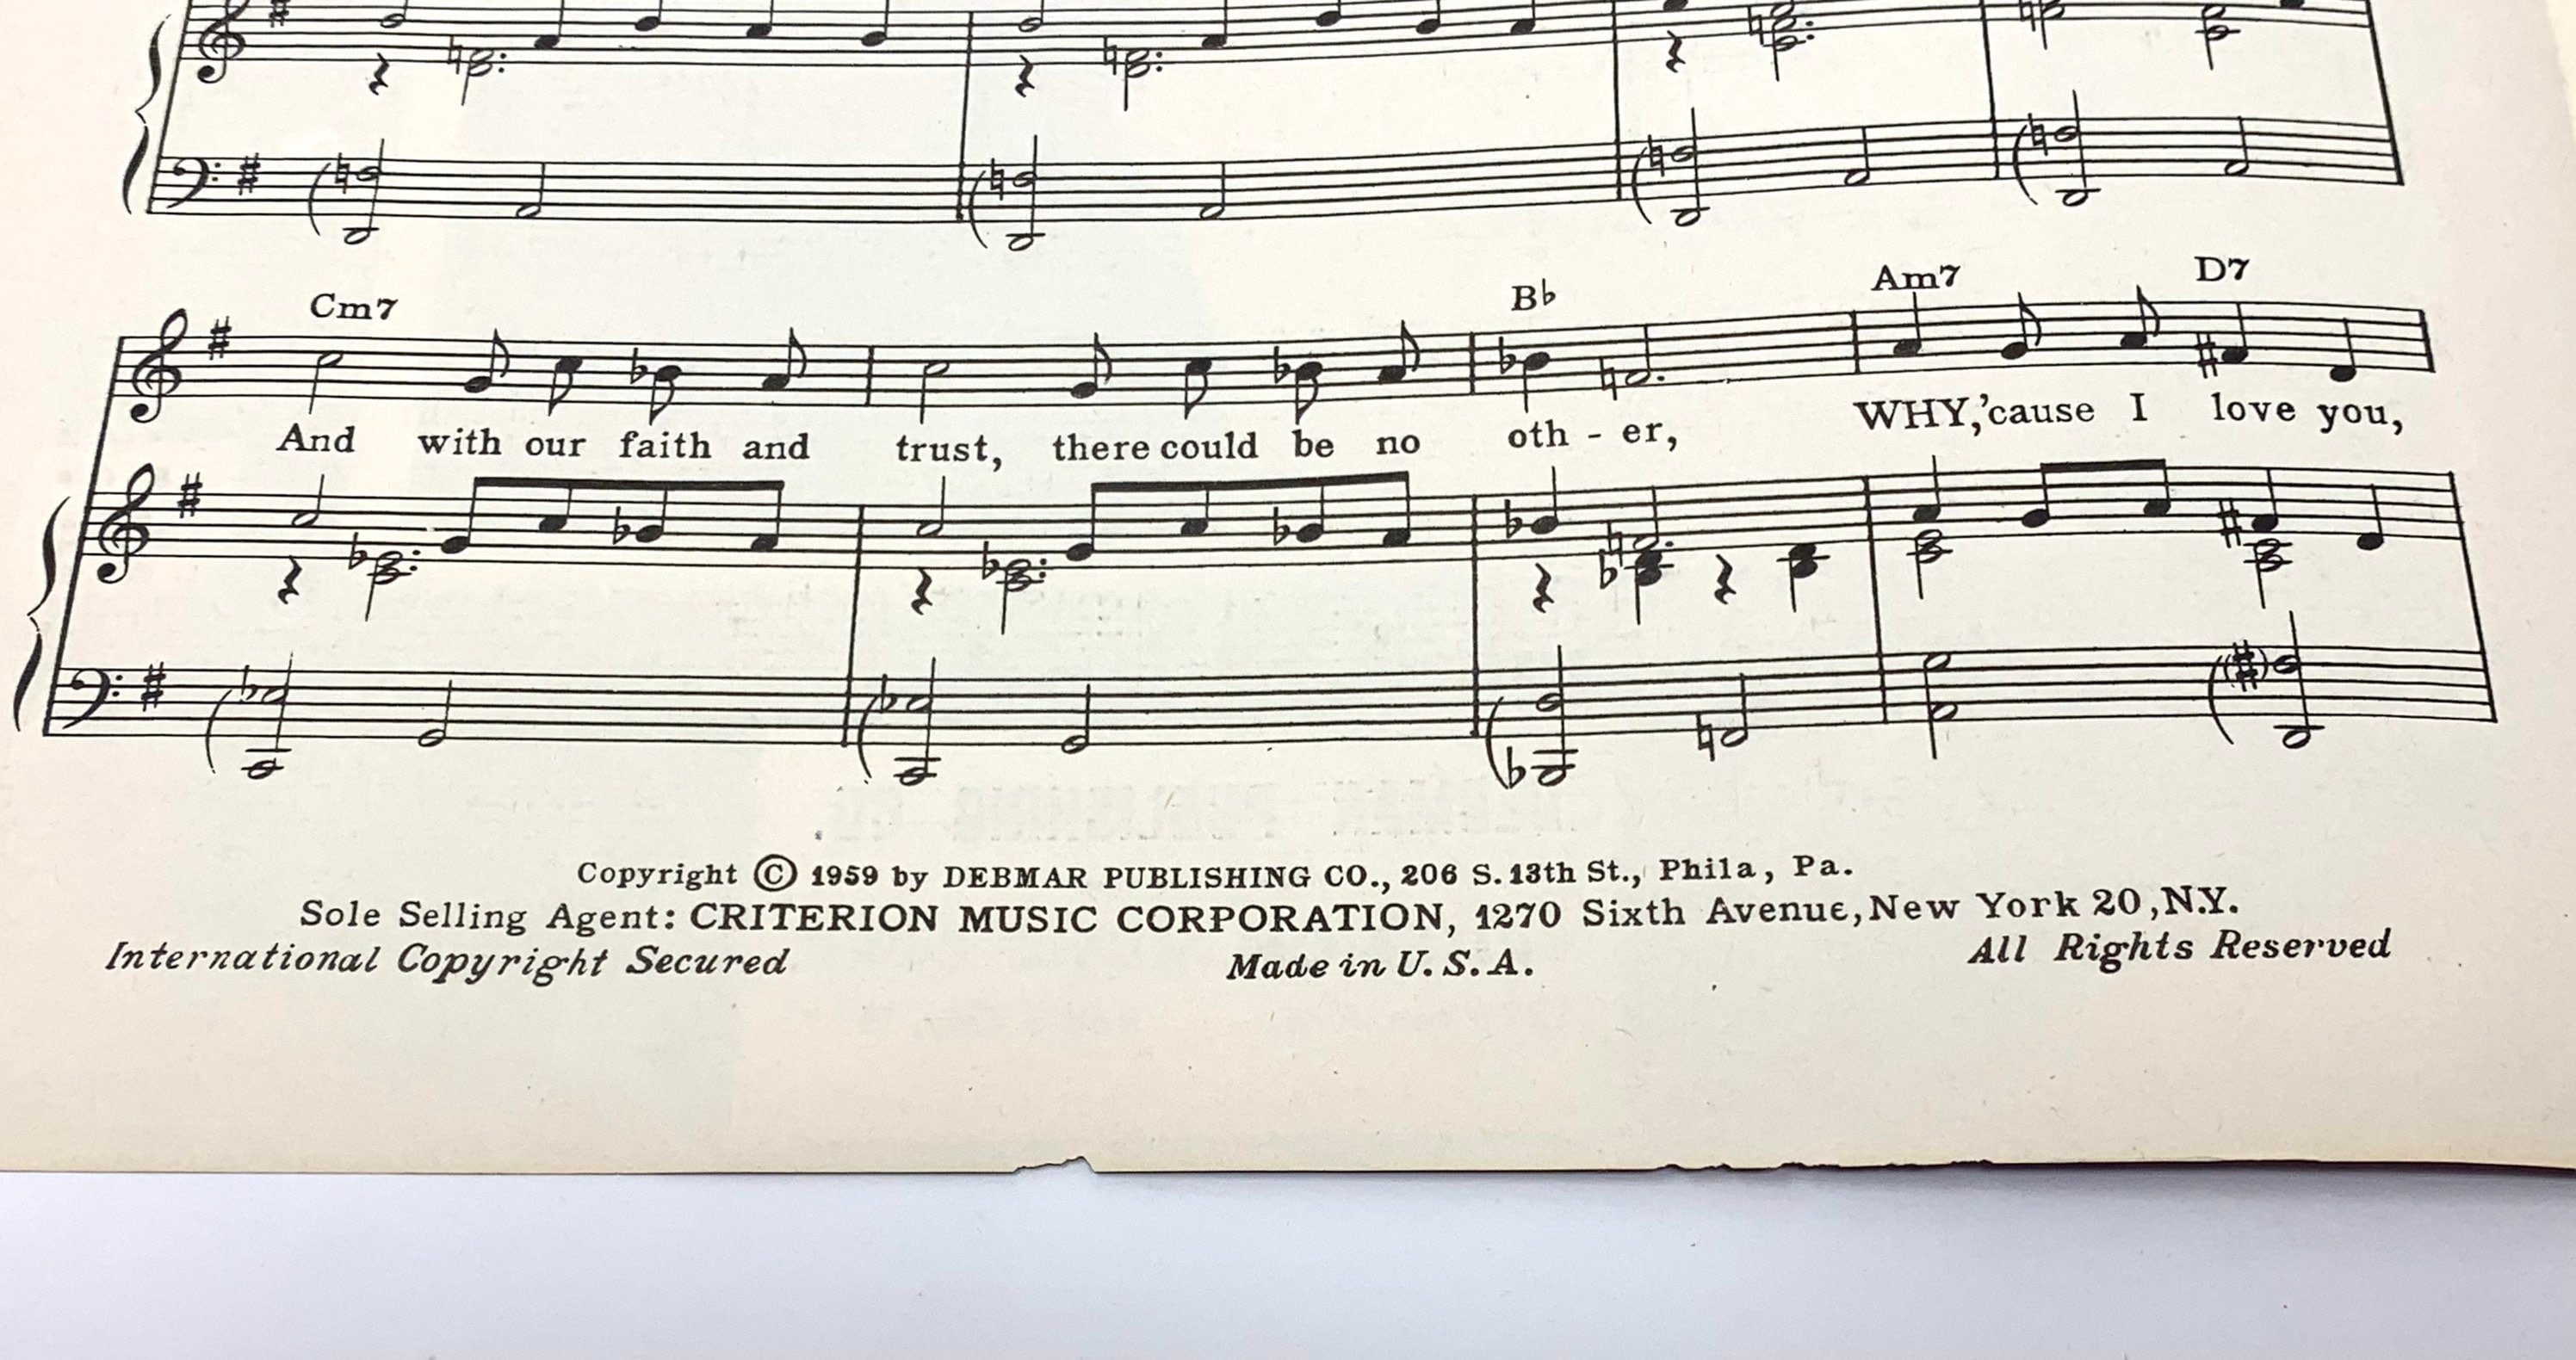 Cm7 B♭ Am7 D7
And with our faith and trust, there could be no oth - er, WHY, 'cause I love you,
Copyright © 1959 by DEBMAR PUBLISHING CO., 206 S. 13th St., Phila, Pa.
Sole Selling Agent: CRITERION MUSIC CORPORATION, 1270 Sixth Avenue, New York 20, N.Y.
International Copyright Secured Made in U. S. A. All Rights Reserved